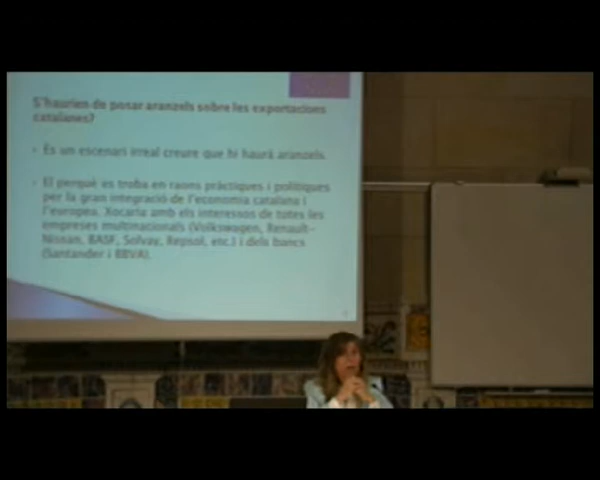 S'haurien de posar aranzels sobre les exportacions
catalanes?
És un escenari irreal creure que hi haurà aranzels.
El perquè es troba en raons pràctiques i polítiques
per la gran integració de l'economia catalana i
l'europea. Xocaria amb els interessos de totes les
empreses multinacionals (Volkswagen, Renault-
Nissan, BASF, Solvay, Repsol, etc.) i dels bancs
(Santander i BBVA).